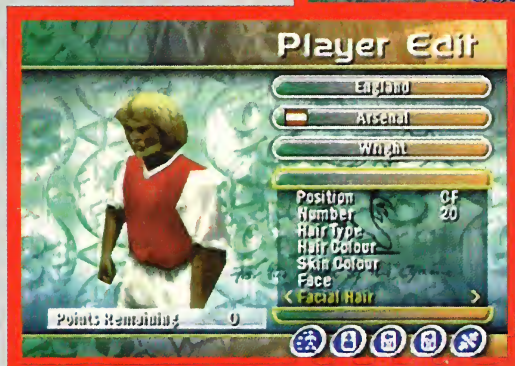 Player Edit
England
Arsenal
Wright
Position CF
Number 20
Hair Type
Hair Colour
Skin Colour
Face
< Facial Hair >
Points Remaining 0